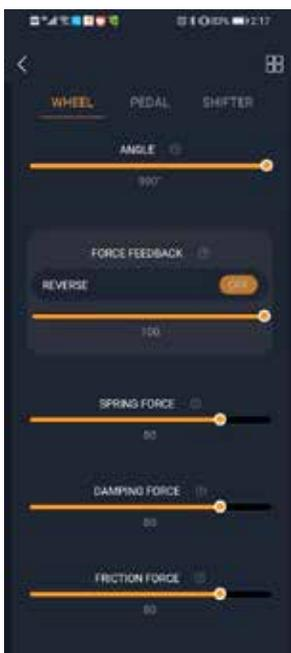 WHEEL PEDAL SHIFTER
ANGLE
900°
FORCE FEEDBACK
REVERSE OFF
100
SPRING FORCE
80
DAMPING FORCE
80
FRICTION FORCE
80